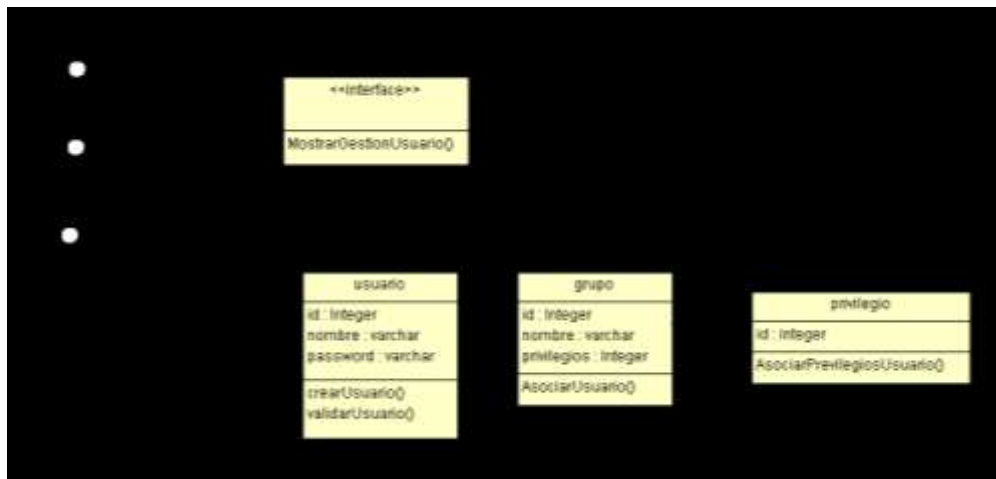 <<interface>>
MostrarGestionUsuario()
usuario
id : Integer
nombre : varchar
password : varchar
crearUsuario()
validarUsuario()
grupo
id : Integer
nombre : varchar
privilegios : Integer
AsociarUsuario()
privilegio
id : Integer
AsociarPrevilegiosUsuario()